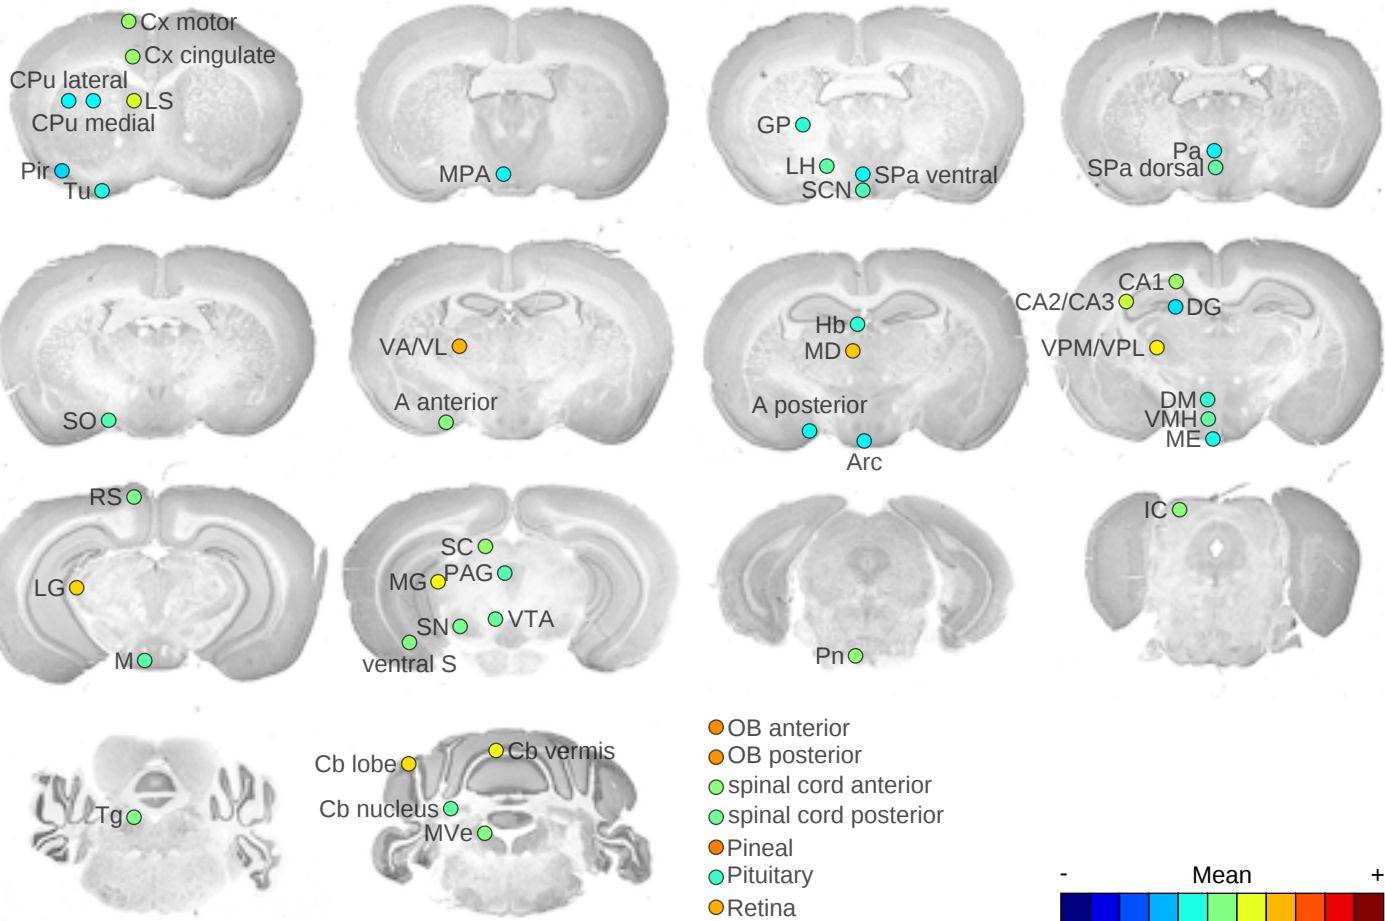 Cx motor
Cx cingulate
CPu lateral
LS
CPu medial
Pir
Tu
MPA
GP
LH
SPa ventral
SCN
Pa
SPa dorsal
SO
VA/VL
A anterior
Hb
MD
A posterior
Arc
CA1
CA2/CA3
DG
VPM/VPL
DM
VMH
ME
RS
LG
M
SC
MG
PAG
SN
VTA
ventral S
Pn
IC
Tg
Cb lobe
Cb vermis
Cb nucleus
MVe
OB anterior
OB posterior
spinal cord anterior
spinal cord posterior
Pineal
Pituitary
Retina
- Mean +